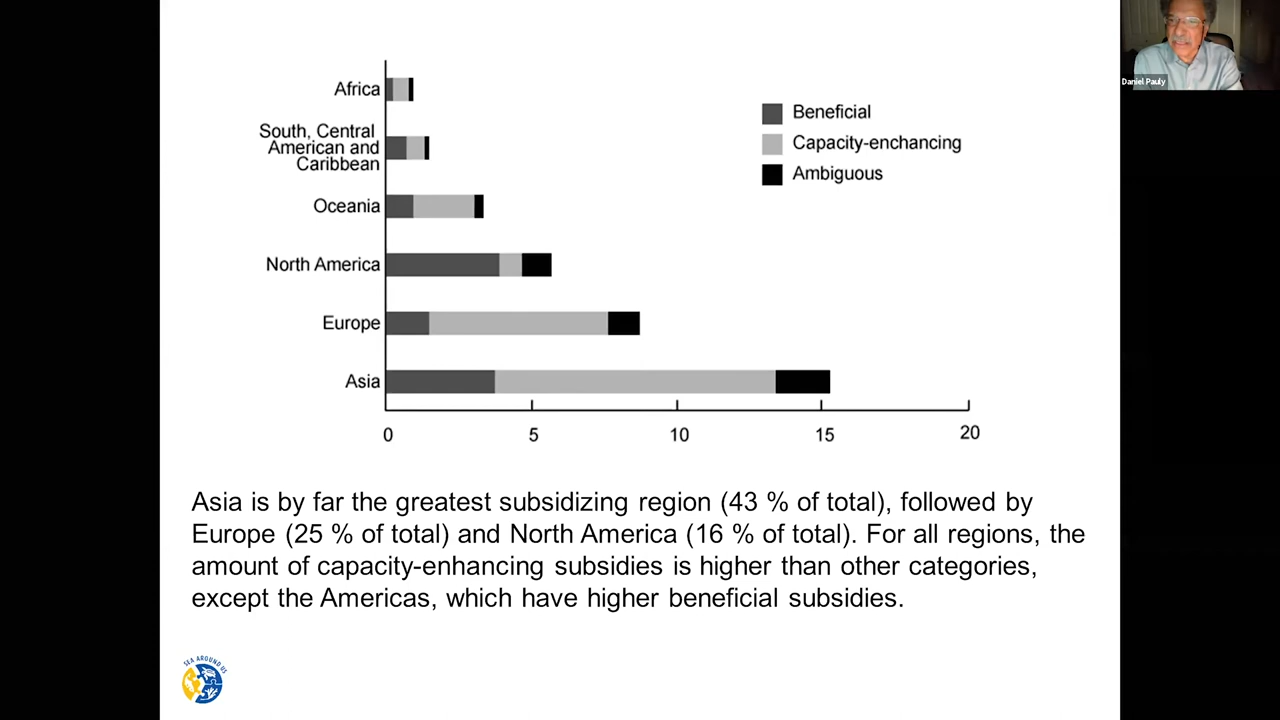 Daniel Pauly
Africa
South, Central
American and
Caribbean
Oceania
North America
Europe
Asia
Beneficial
Capacity-enchancing
Ambiguous
0
5
10
15
20
Asia is by far the greatest subsidizing region (43 % of total), followed by
Europe (25 % of total) and North America (16 % of total). For all regions, the
amount of capacity-enhancing subsidies is higher than other categories,
except the Americas, which have higher beneficial subsidies.
SEA AROUND US